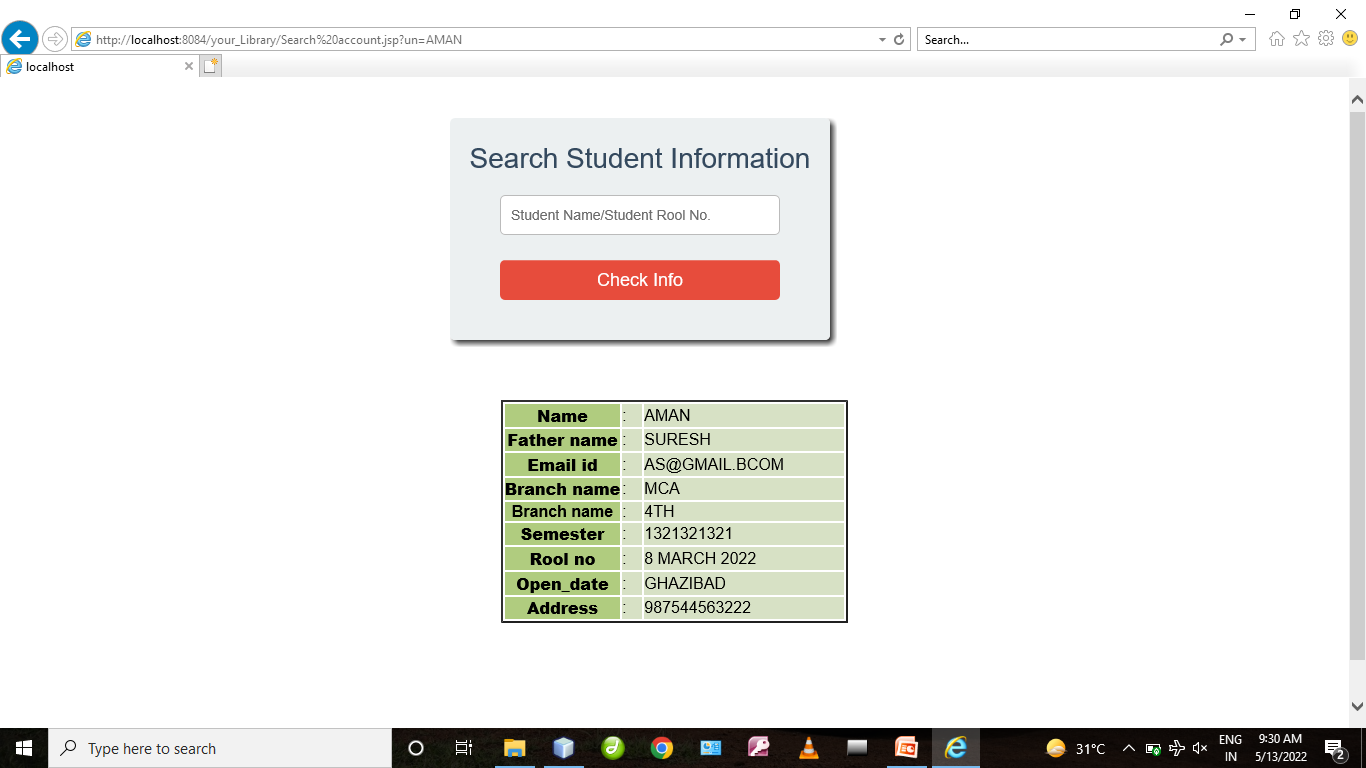 http://localhost:8084/your_Library/Search%20account.jsp?un=AMAN
Search...
localhost
Search Student Information
Student Name/Student Rool No.
Check Info
Name : AMAN
Father name : SURESH
Email id : AS@GMAIL.BCOM
Branch name : MCA
Branch name : 4TH
Semester : 1321321321
Rool no : 8 MARCH 2022
Open_date : GHAZIBAD
Address : 987544563222
Type here to search
31°C
ENG
IN
9:30 AM
5/13/2022
2